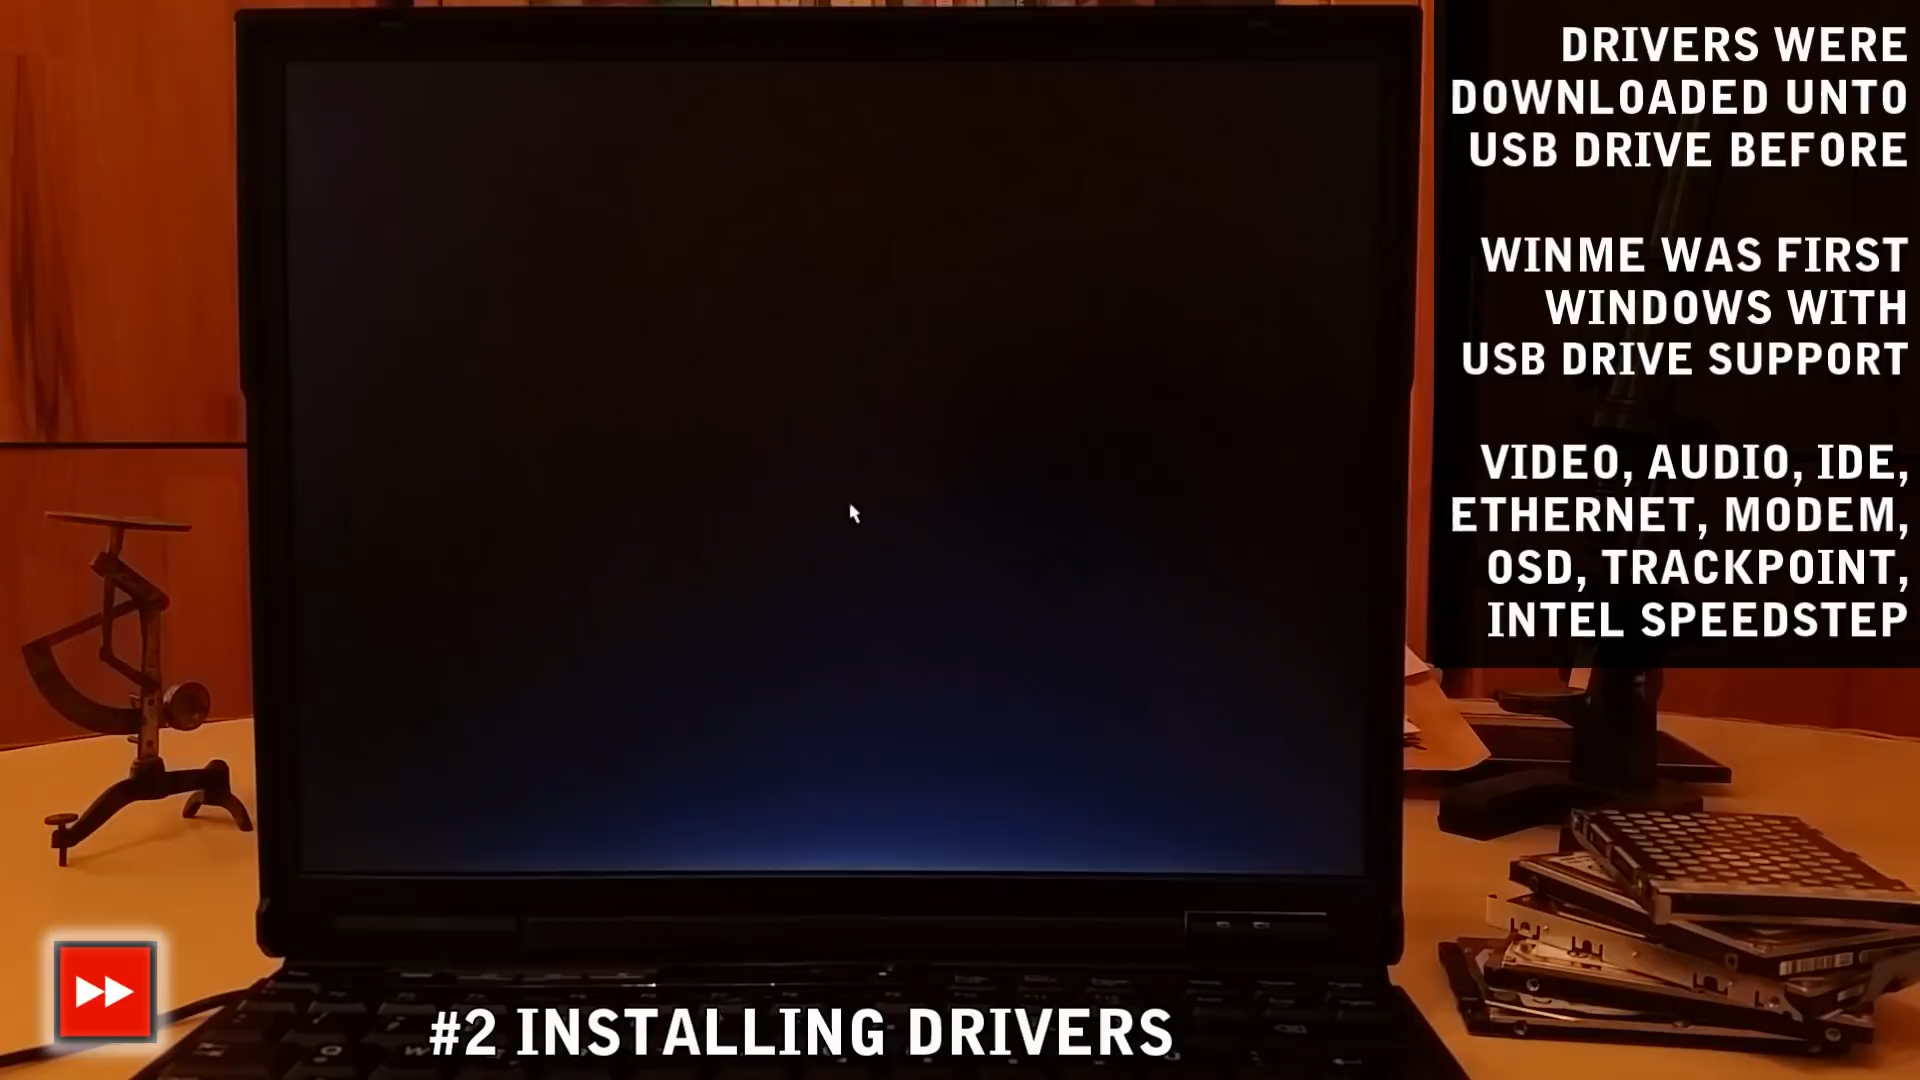 DRIVERS WERE
DOWNLOADED UNTO
USB DRIVE BEFORE
WINME WAS FIRST
WINDOWS WITH
USB DRIVE SUPPORT
VIDEO, AUDIO, IDE,
ETHERNET, MODEM,
OSD, TRACKPOINT,
INTEL SPEEDSTEP
#2 INSTALLING DRIVERS